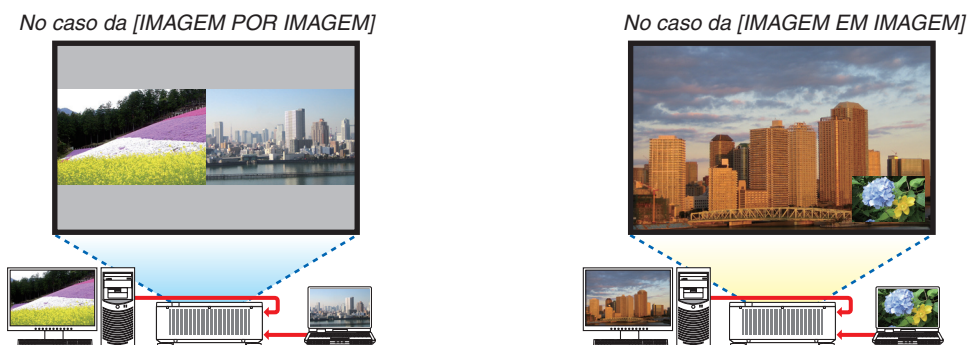 No caso da [IMAGEM POR IMAGEM]
No caso da [IMAGEM EM IMAGEM]